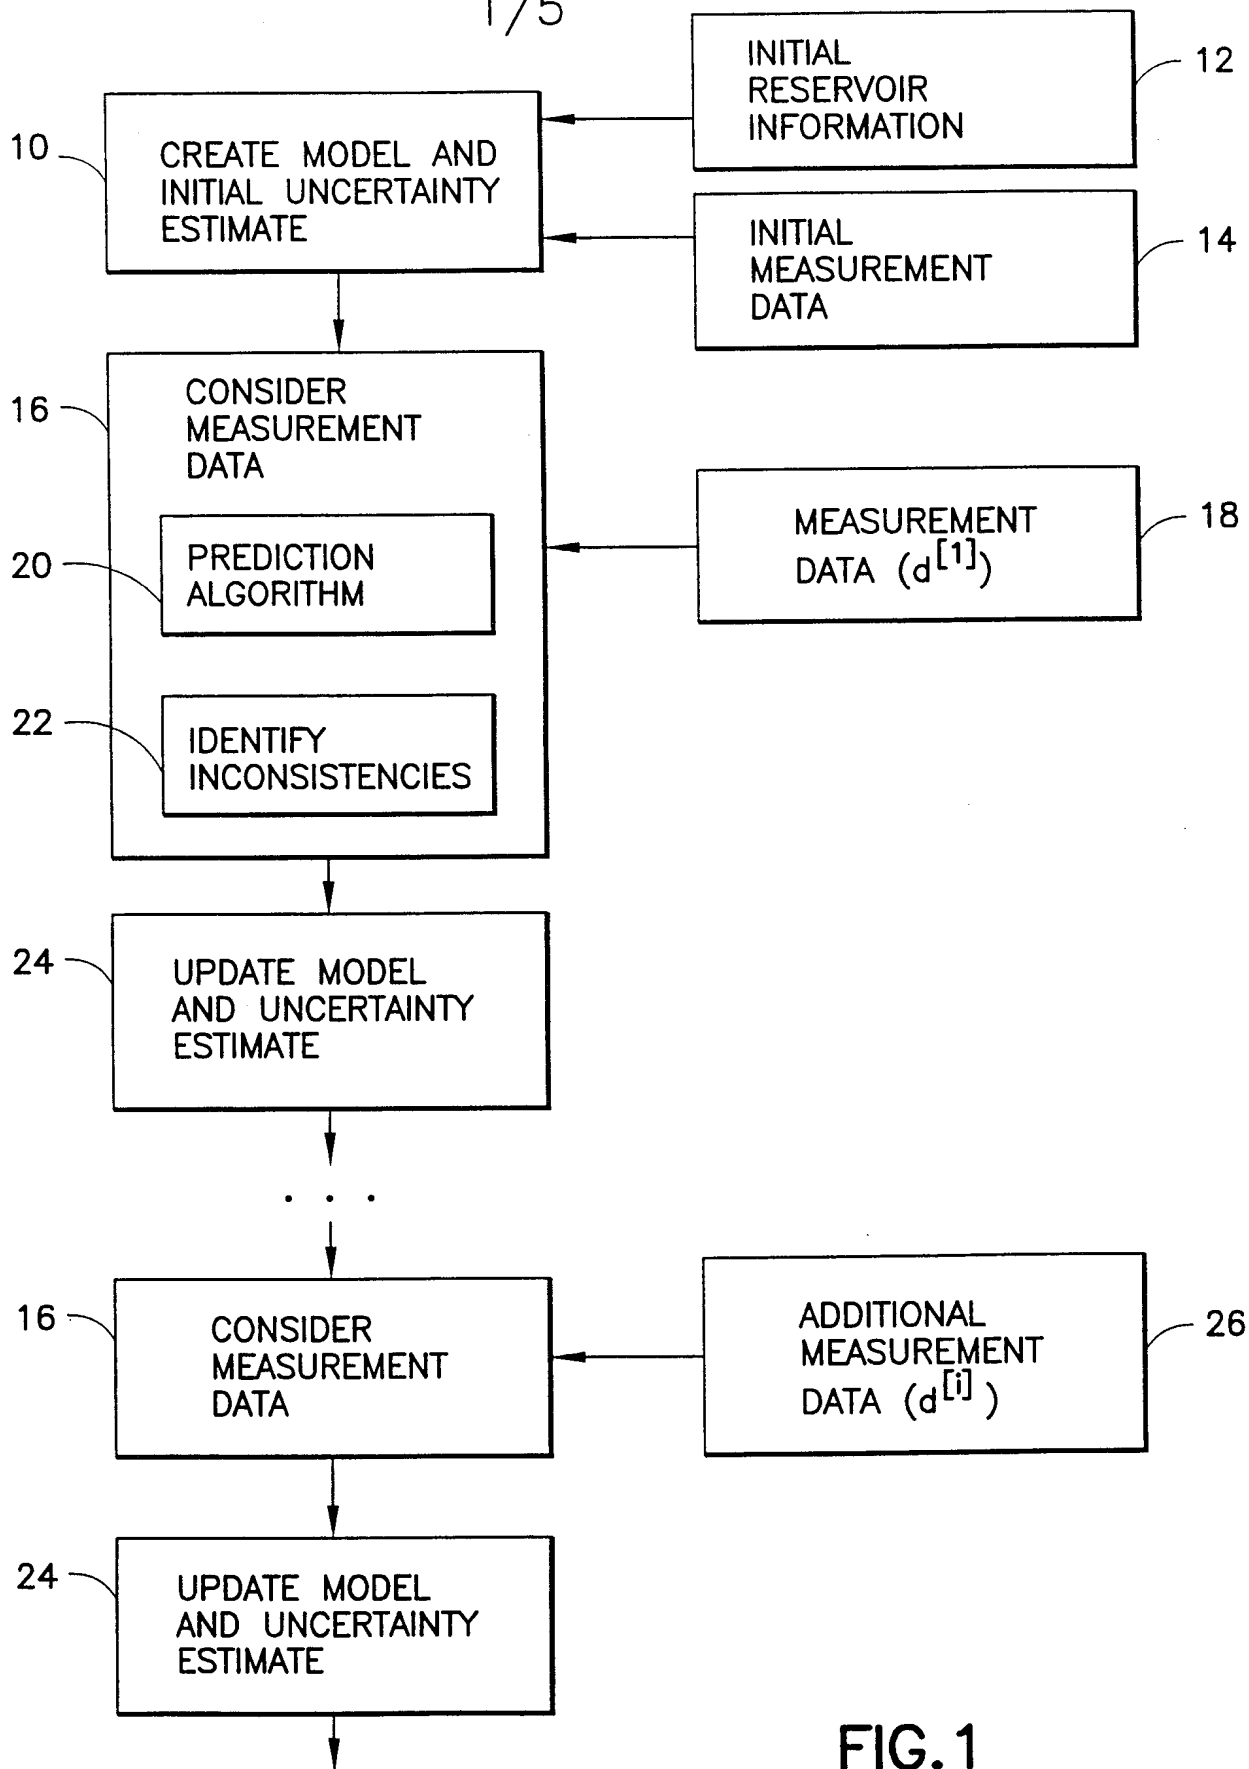 1/5
INITIAL
RESERVOIR
INFORMATION
12
10
CREATE MODEL AND
INITIAL UNCERTAINTY
ESTIMATE
INITIAL
MEASUREMENT
DATA
14
16
CONSIDER
MEASUREMENT
DATA
MEASUREMENT
DATA (d[1])
18
20
PREDICTION
ALGORITHM
22
IDENTIFY
INCONSISTENCIES
24
UPDATE MODEL
AND UNCERTAINTY
ESTIMATE
. . .
16
CONSIDER
MEASUREMENT
DATA
ADDITIONAL
MEASUREMENT
DATA (d[i])
26
24
UPDATE MODEL
AND UNCERTAINTY
ESTIMATE
FIG.1